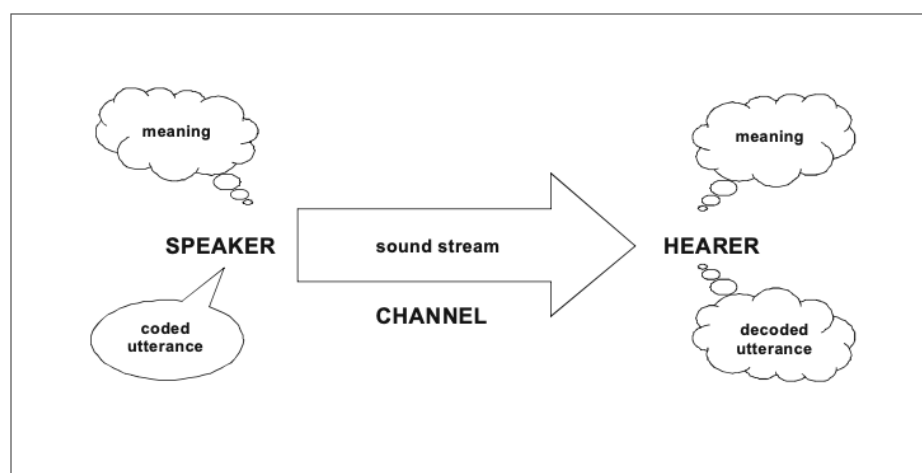 meaning
meaning
SPEAKER
sound stream
HEARER
CHANNEL
coded
utterance
decoded
utterance